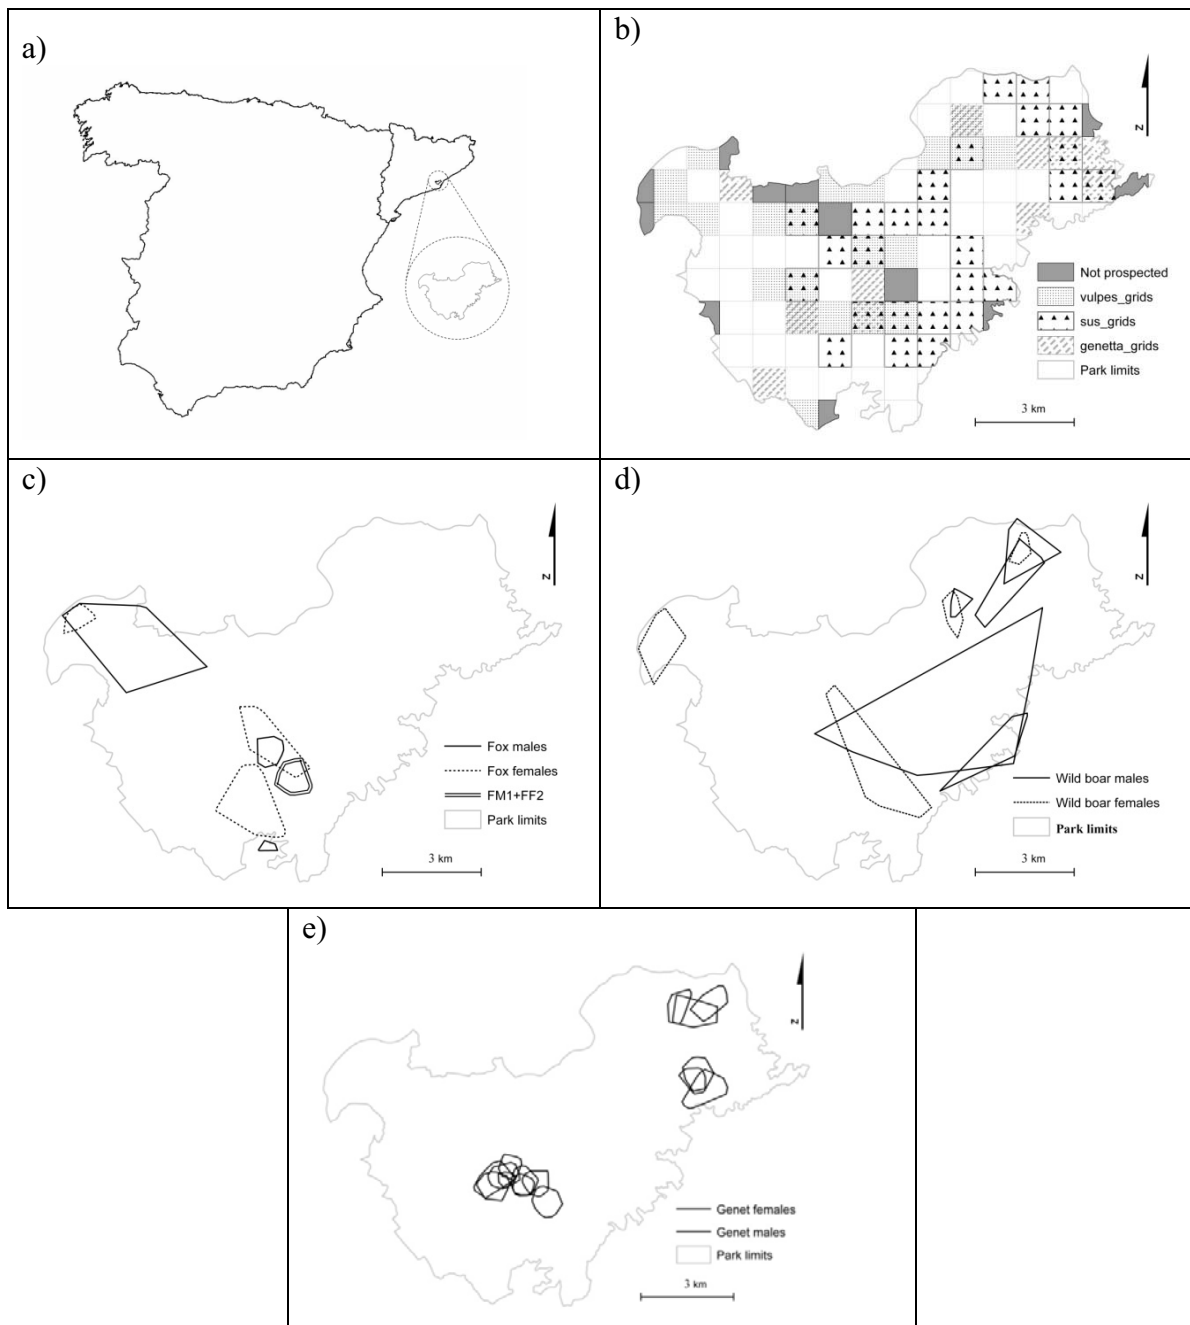 a)
b)
N
Not prospected
vulpes_grids
sus_grids
genetta_grids
Park limits
3 km
c)
N
Fox males
Fox females
FM1+FF2
Park limits
3 km
d)
N
Wild boar males
Wild boar females
Park limits
3 km
e)
N
Genet females
Genet males
Park limits
3 km